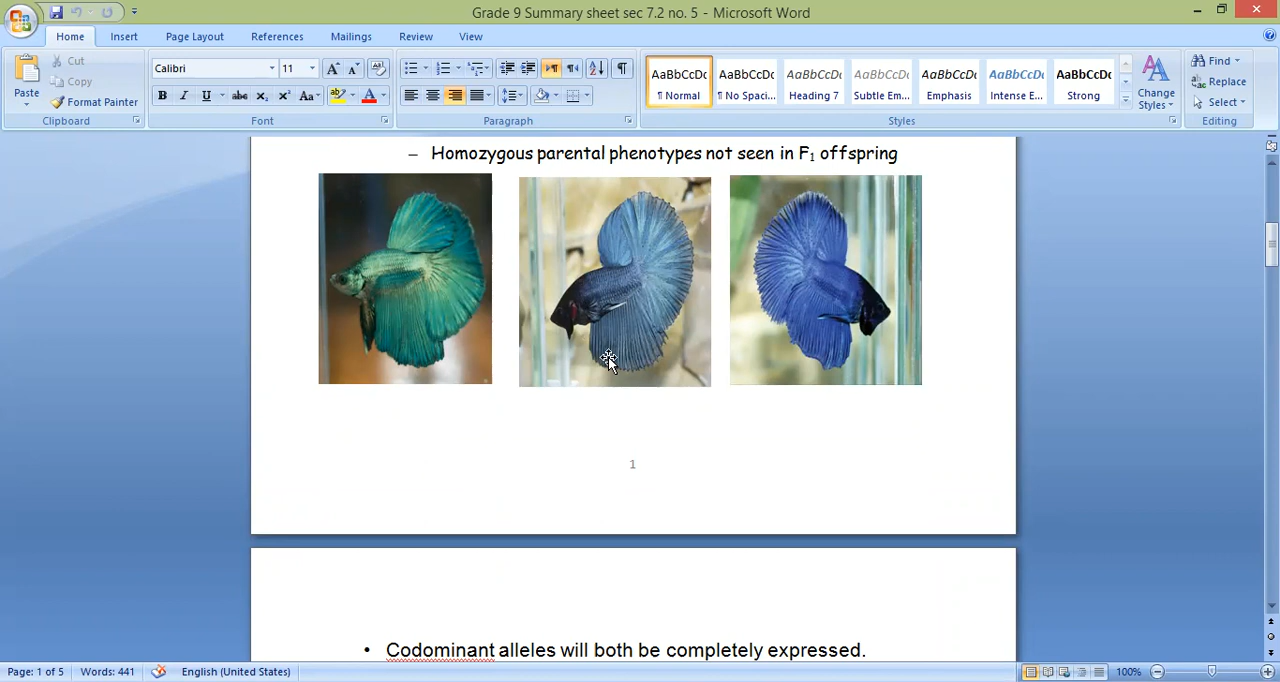 Grade 9 Summary sheet sec 7.2 no. 5 - Microsoft Word
Home Insert Page Layout References Mailings Review View
Paste
Cut
Copy
Format Painter
Clipboard
Calibri 11
Font
Paragraph
AaBbCcDc AaBbCcDc AaBbCcDc AaBbCcDc AaBbCcDc AaBbCcDc AaBbCcDc
¶ Normal ¶ No Spaci... Heading 7 Subtle Em... Emphasis Intense E... Strong
Change Styles
Styles
Find
Replace
Select
Editing
– Homozygous parental phenotypes not seen in F₁ offspring
1
• Codominant alleles will both be completely expressed.
Page: 1 of 5 Words: 441 English (United States) 100%